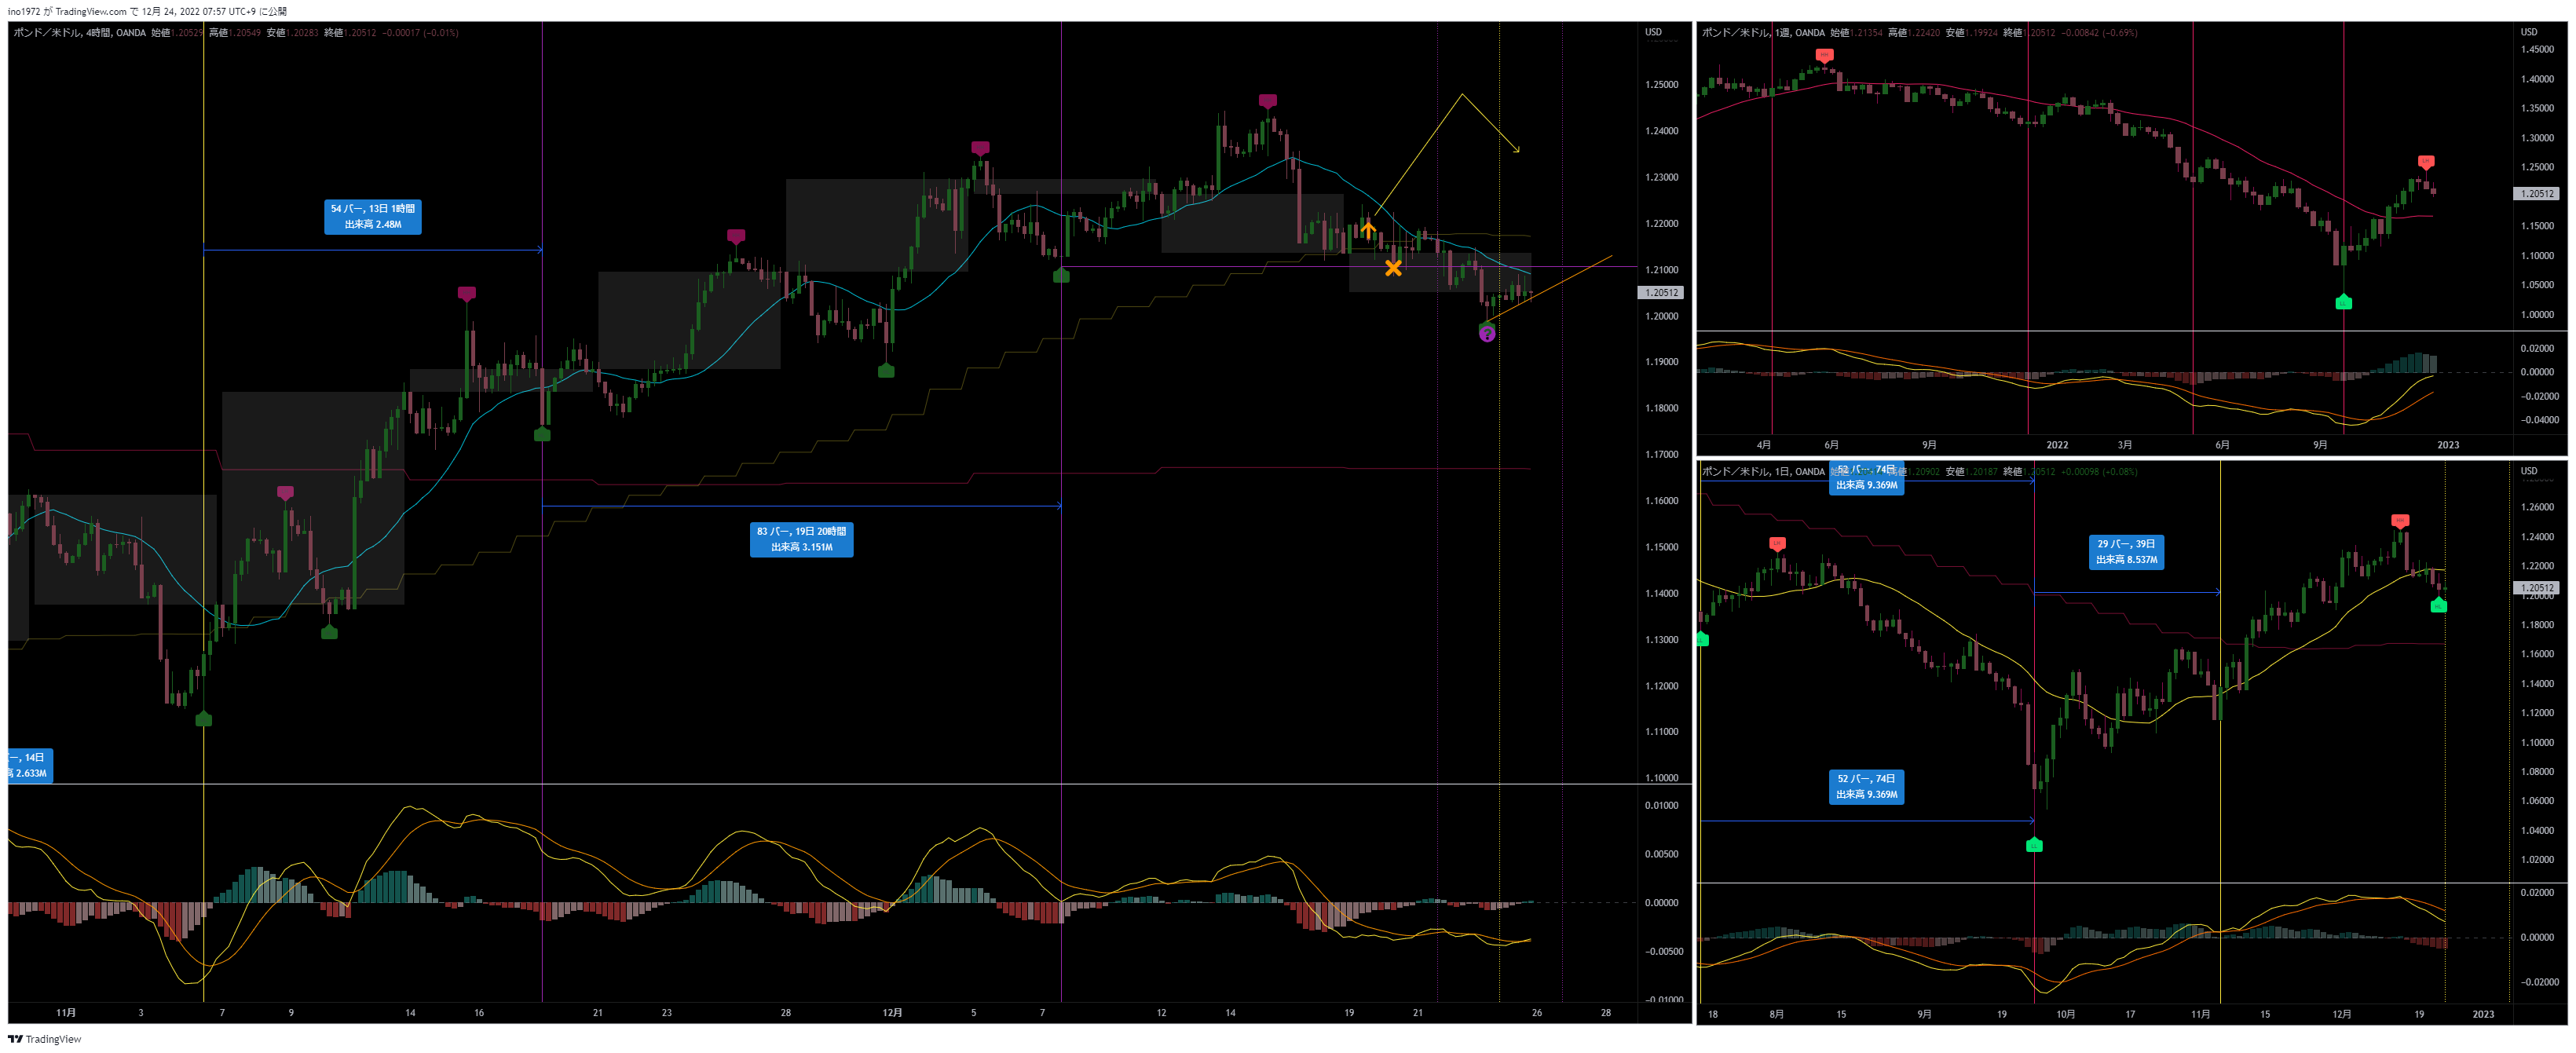 ino1972 が TradingView.com で 12月 24, 2022 07:57 UTC+9 に公開
ポンド／米ドル, 4時間, OANDA 始値1.20529 高値1.20549 安値1.20283 終値1.20512 −0.00017 (−0.01%)
USD
1.25000
1.24000
1.23000
1.22000
1.21000
1.20512
1.20000
1.19000
1.18000
1.17000
1.16000
1.15000
1.14000
1.13000
1.12000
1.11000
1.10000
54 バー, 13日 1時間
出来高 2.48M
83 バー, 19日 20時間
出来高 3.151M
バー, 14日
高 2.633M
?
0.01000
0.00500
0.00000
−0.00500
−0.01000
11月 3 7 9 14 16 21 23 28 12月 5 7 12 14 19 21 26 28
ポンド／米ドル, 1週, OANDA 始値1.21354 高値1.22420 安値1.19924 終値1.20512 −0.00842 (−0.69%)
USD
1.45000
1.40000
1.35000
1.30000
1.25000
1.20512
1.15000
1.10000
1.05000
1.00000
HH
LH
LL
0.02000
0.00000
−0.02000
−0.04000
4月 6月 9月 2022 3月 6月 9月 2023
ポンド／米ドル, 1日, OANDA 始値 高値1.20902 安値1.20187 終値1.20512 +0.00098 (+0.08%)
USD
52 バー, 74日
出来高 9.369M
29 バー, 39日
出来高 8.537M
52 バー, 74日
出来高 9.369M
LH
HH
LL
LL
HL
1.26000
1.24000
1.22000
1.20512
1.20000
1.18000
1.16000
1.14000
1.12000
1.10000
1.08000
1.06000
1.04000
1.02000
0.02000
0.00000
−0.02000
18 8月 15 9月 19 10月 17 11月 15 12月 19 2023
TradingView